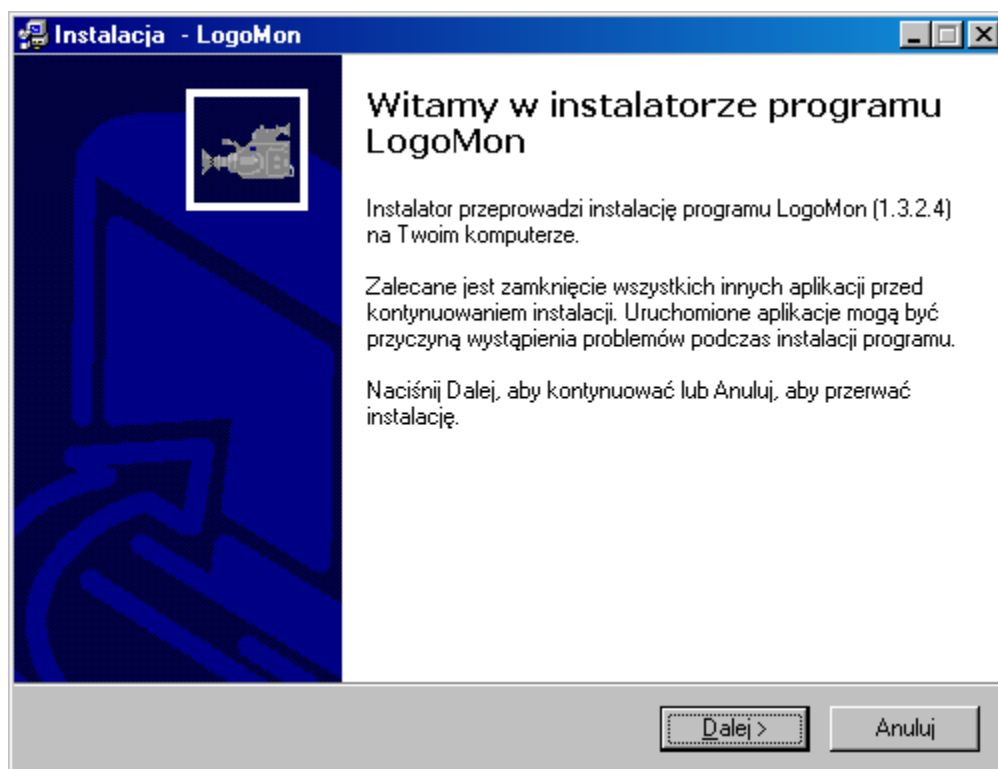 Instalacja - LogoMon
Witamy w instalatorze programu
LogoMon
Instalator przeprowadzi instalację programu LogoMon (1.3.2.4)
na Twoim komputerze.
Zalecane jest zamknięcie wszystkich innych aplikacji przed
kontynuowaniem instalacji. Uruchomione aplikacje mogą być
przyczyną wystąpienia problemów podczas instalacji programu.
Naciśnij Dalej, aby kontynuować lub Anuluj, aby przerwać
instalację.
Dalej >
Anuluj